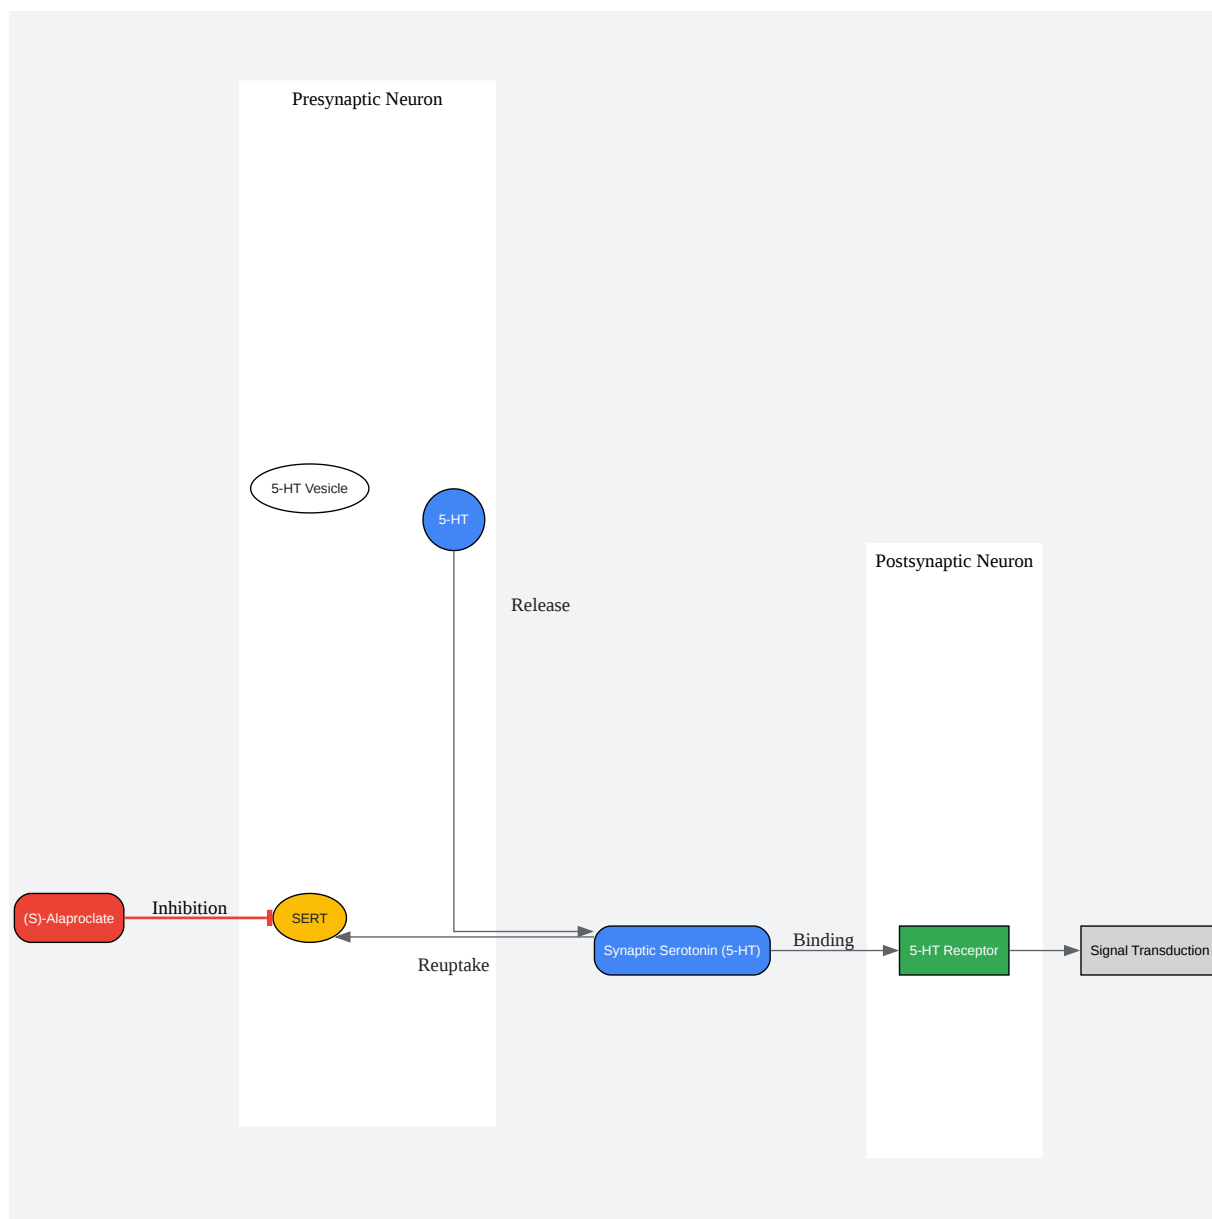 Presynaptic Neuron
5-HT Vesicle
5-HT
Postsynaptic Neuron
Release
(S)-Alaproclate
Inhibition
SERT
Reuptake
Synaptic Serotonin (5-HT)
Binding
5-HT Receptor
Signal Transduction